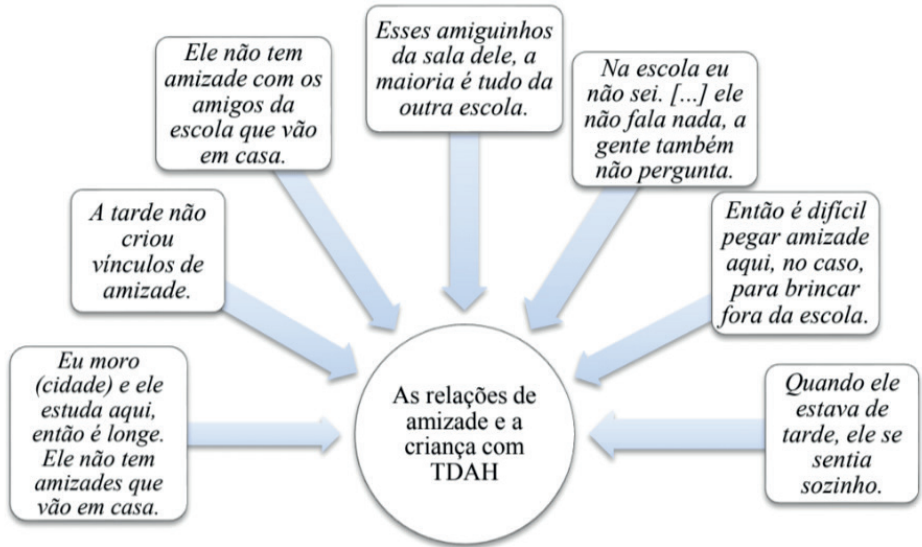 Eu moro
(cidade) e ele
estuda aqui,
então é longe.
Ele não tem
amizades que
vão em casa.
A tarde não
criou
vínculos de
amizade.
Ele não tem
amizade com os
amigos da
escola que vão
em casa.
Esses amiguinhos
da sala dele, a
maioria é tudo da
outra escola.
Na escola eu
não sei. [...] ele
não fala nada, a
gente também
não pergunta.
Então é difícil
pegar amizade
aqui, no caso,
para brincar
fora da escola.
Quando ele
estava de
tarde, ele se
sentia
sozinho.
As relações de
amizade e a
criança com
TDAH